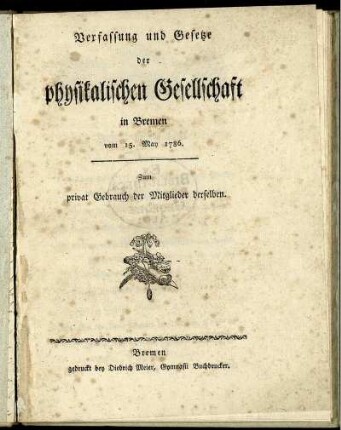 Verfassung und Gesetze
der
physikalischen Gesellschaft
in Bremen
vom 15. May 1786.
Zum
privat Gebrauch der Mitglieder derselben.
Bremen
gedruckt bey Diedrich Meier, Gymnasii Buchdrucker.